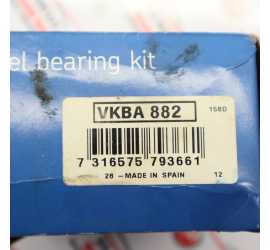 el bearing kit
VKBA 882
158D
7 316575 793661
28 - MADE IN SPAIN
12